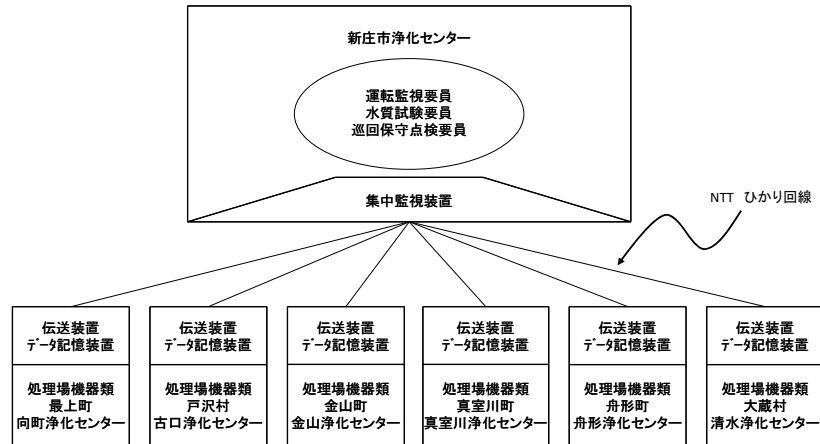 新庄市浄化センター
運転監視要員
水質試験要員
巡回保守点検要員
集中監視装置
NTT ひかり回線
伝送装置
データ記憶装置
処理場機器類
最上町
向町浄化センター
伝送装置
データ記憶装置
処理場機器類
戸沢村
古口浄化センター
伝送装置
データ記憶装置
処理場機器類
金山町
金山浄化センター
伝送装置
データ記憶装置
処理場機器類
真室川町
真室川浄化センター
伝送装置
データ記憶装置
処理場機器類
舟形町
舟形浄化センター
伝送装置
データ記憶装置
処理場機器類
大蔵村
清水浄化センター